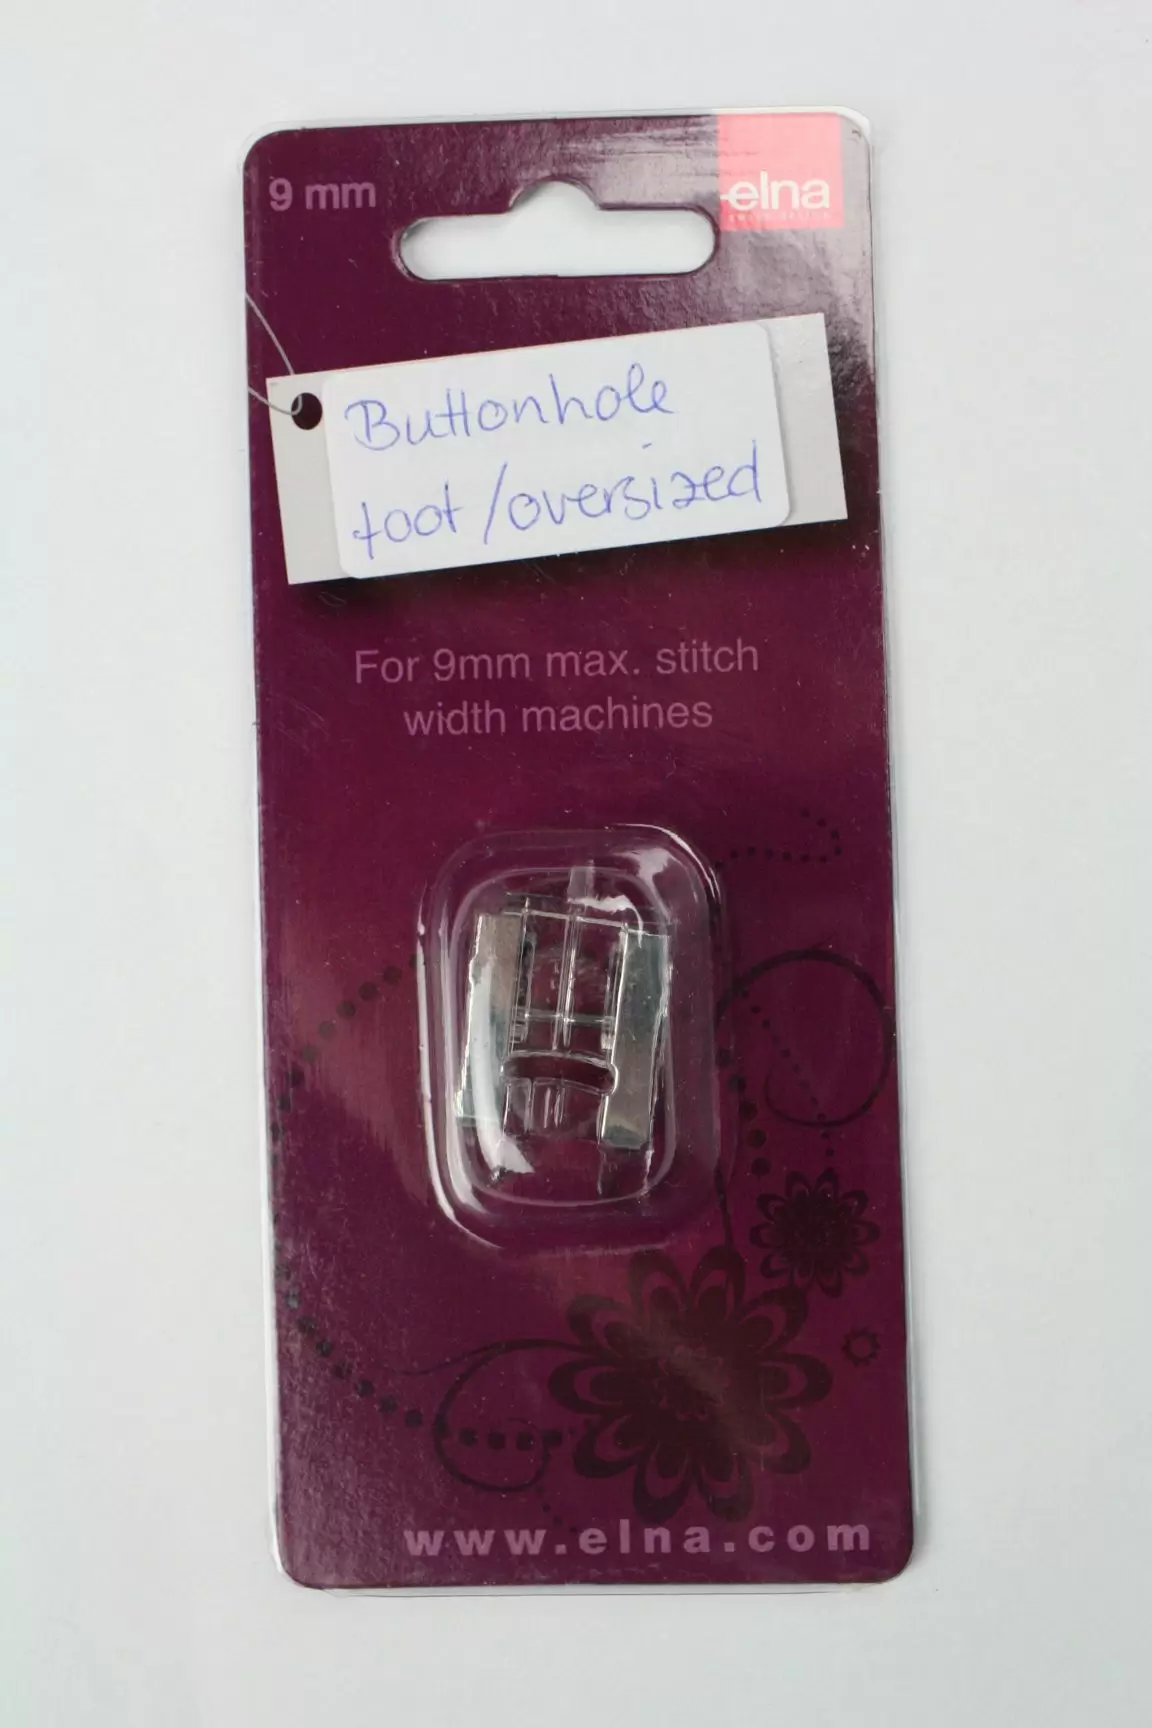 9 mm
elna
Buttonhole
foot/oversized
For 9mm max. stitch
width machines
www.elna.com